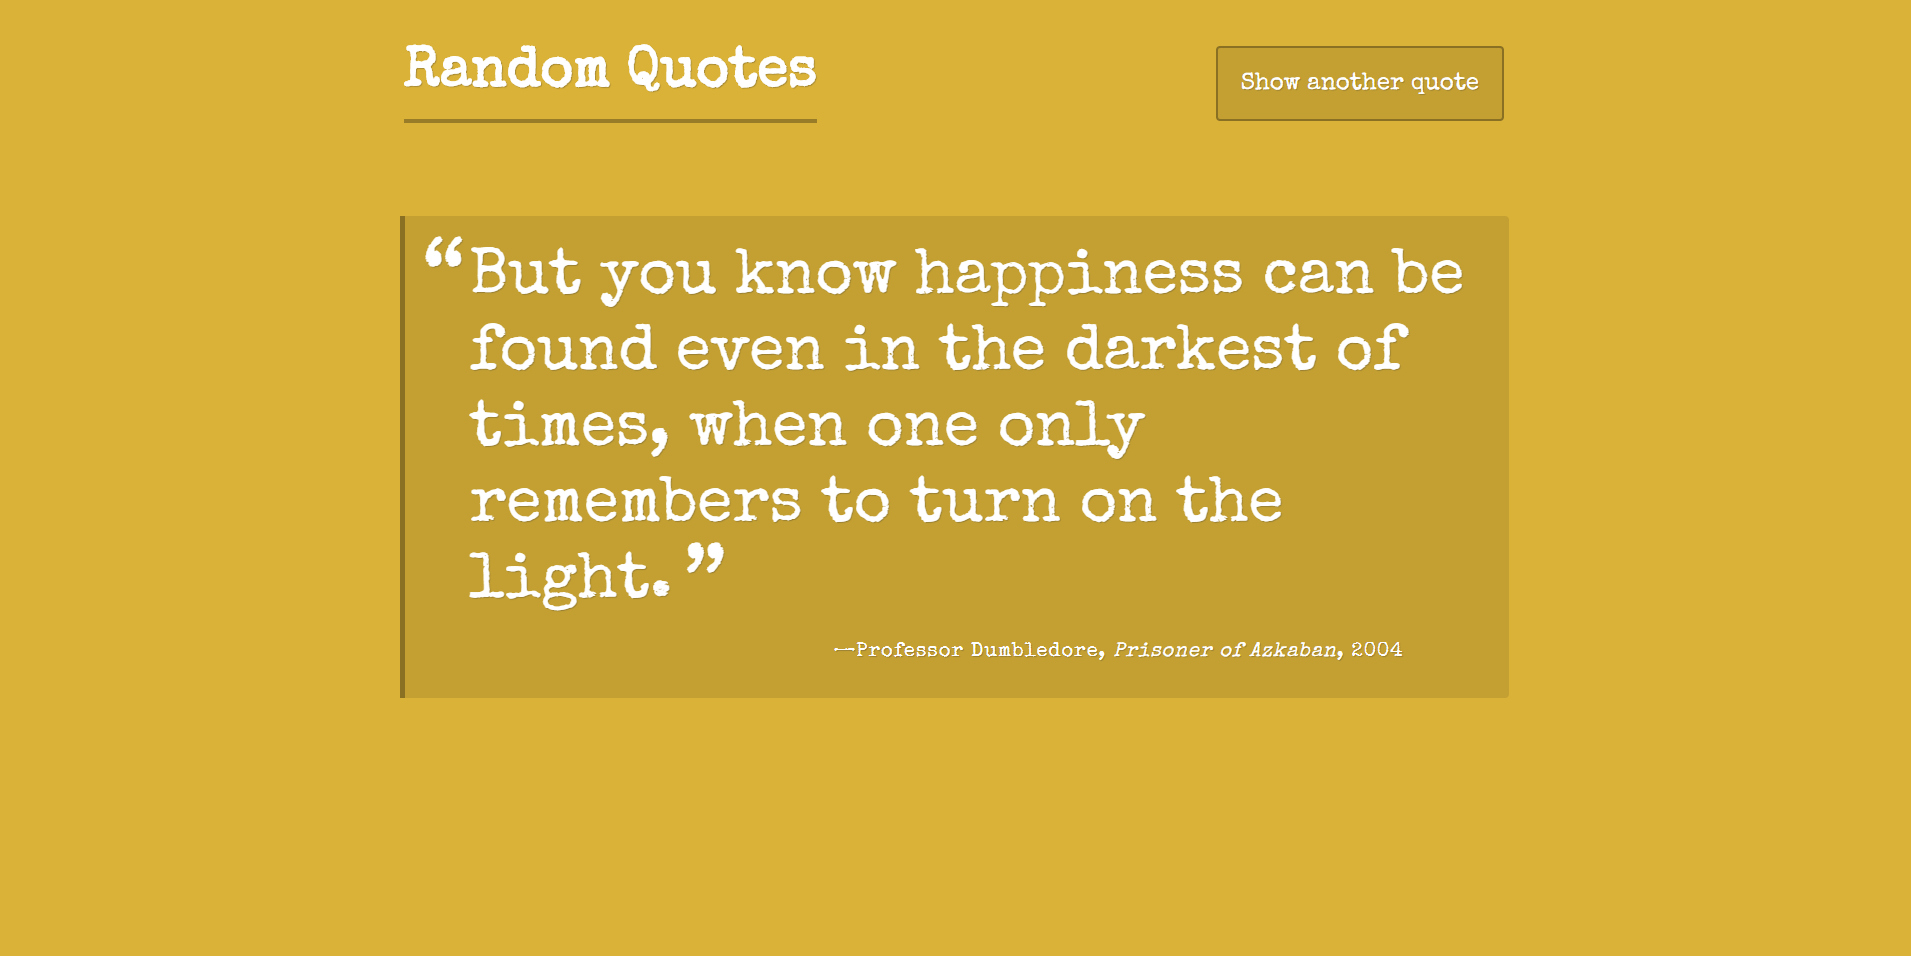 Random Quotes
Show another quote
“But you know happiness can be
found even in the darkest of
times, when one only
remembers to turn on the
light.”
—Professor Dumbledore, Prisoner of Azkaban, 2004